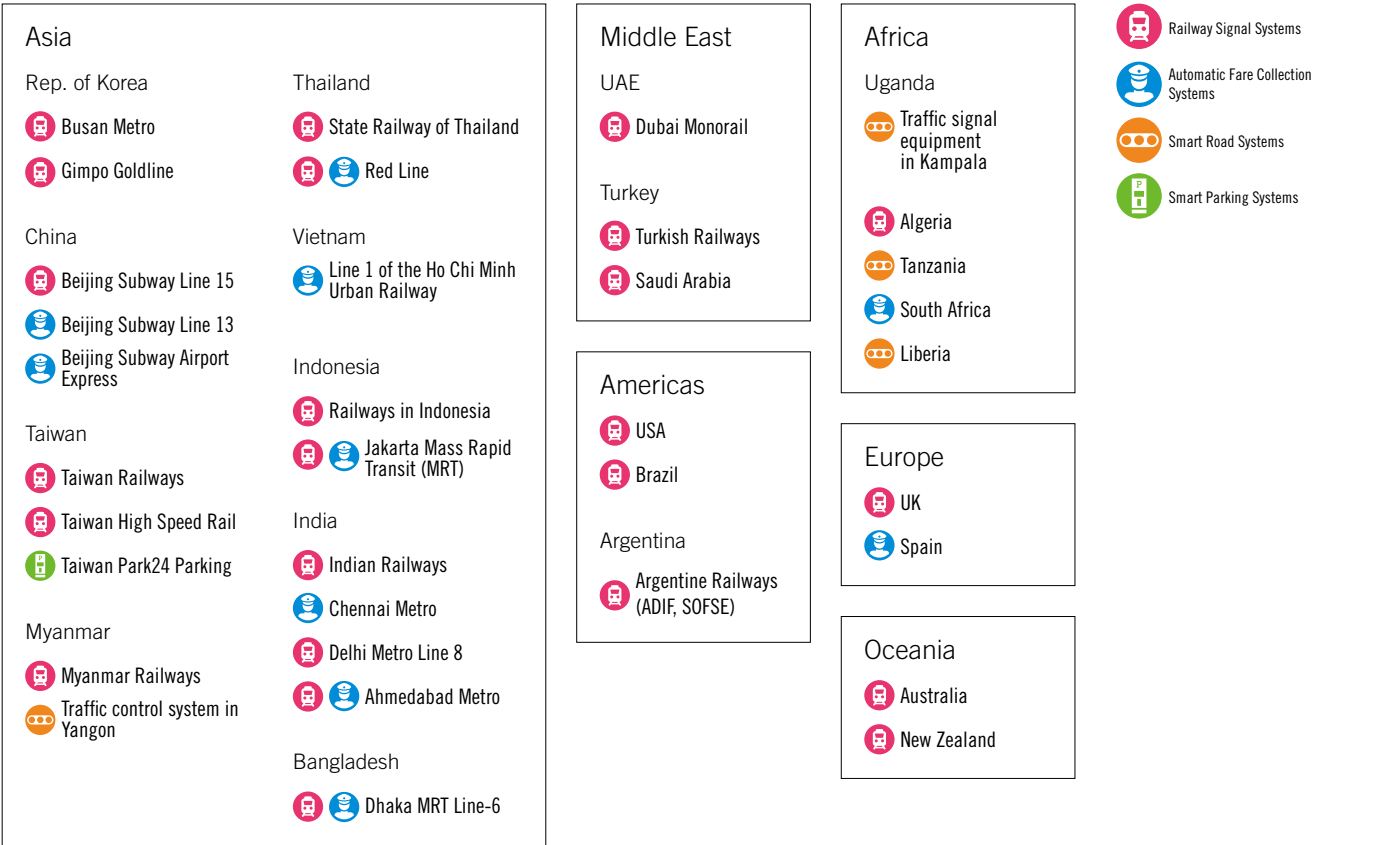 Asia
Rep. of Korea
Busan Metro
Gimpo Goldline
China
Beijing Subway Line 15
Beijing Subway Line 13
Beijing Subway Airport
Express
Taiwan
Taiwan Railways
Taiwan High Speed Rail
P
Taiwan Park24 Parking
Myanmar
Myanmar Railways
Traffic control system in
Yangon
Thailand
State Railway of Thailand
Red Line
Vietnam
Line 1 of the Ho Chi Minh
Urban Railway
Indonesia
Railways in Indonesia
Jakarta Mass Rapid
Transit (MRT)
India
Indian Railways
Chennai Metro
Delhi Metro Line 8
Ahmedabad Metro
Bangladesh
Dhaka MRT Line-6
Middle East
UAE
Dubai Monorail
Turkey
Turkish Railways
Saudi Arabia
Americas
USA
Brazil
Argentina
Argentine Railways
(ADIF, SOFSE)
Africa
Uganda
Traffic signal
equipment
in Kampala
Algeria
Tanzania
South Africa
Liberia
Europe
UK
Spain
Oceania
Australia
New Zealand
Railway Signal Systems
Automatic Fare Collection
Systems
Smart Road Systems
P
Smart Parking Systems